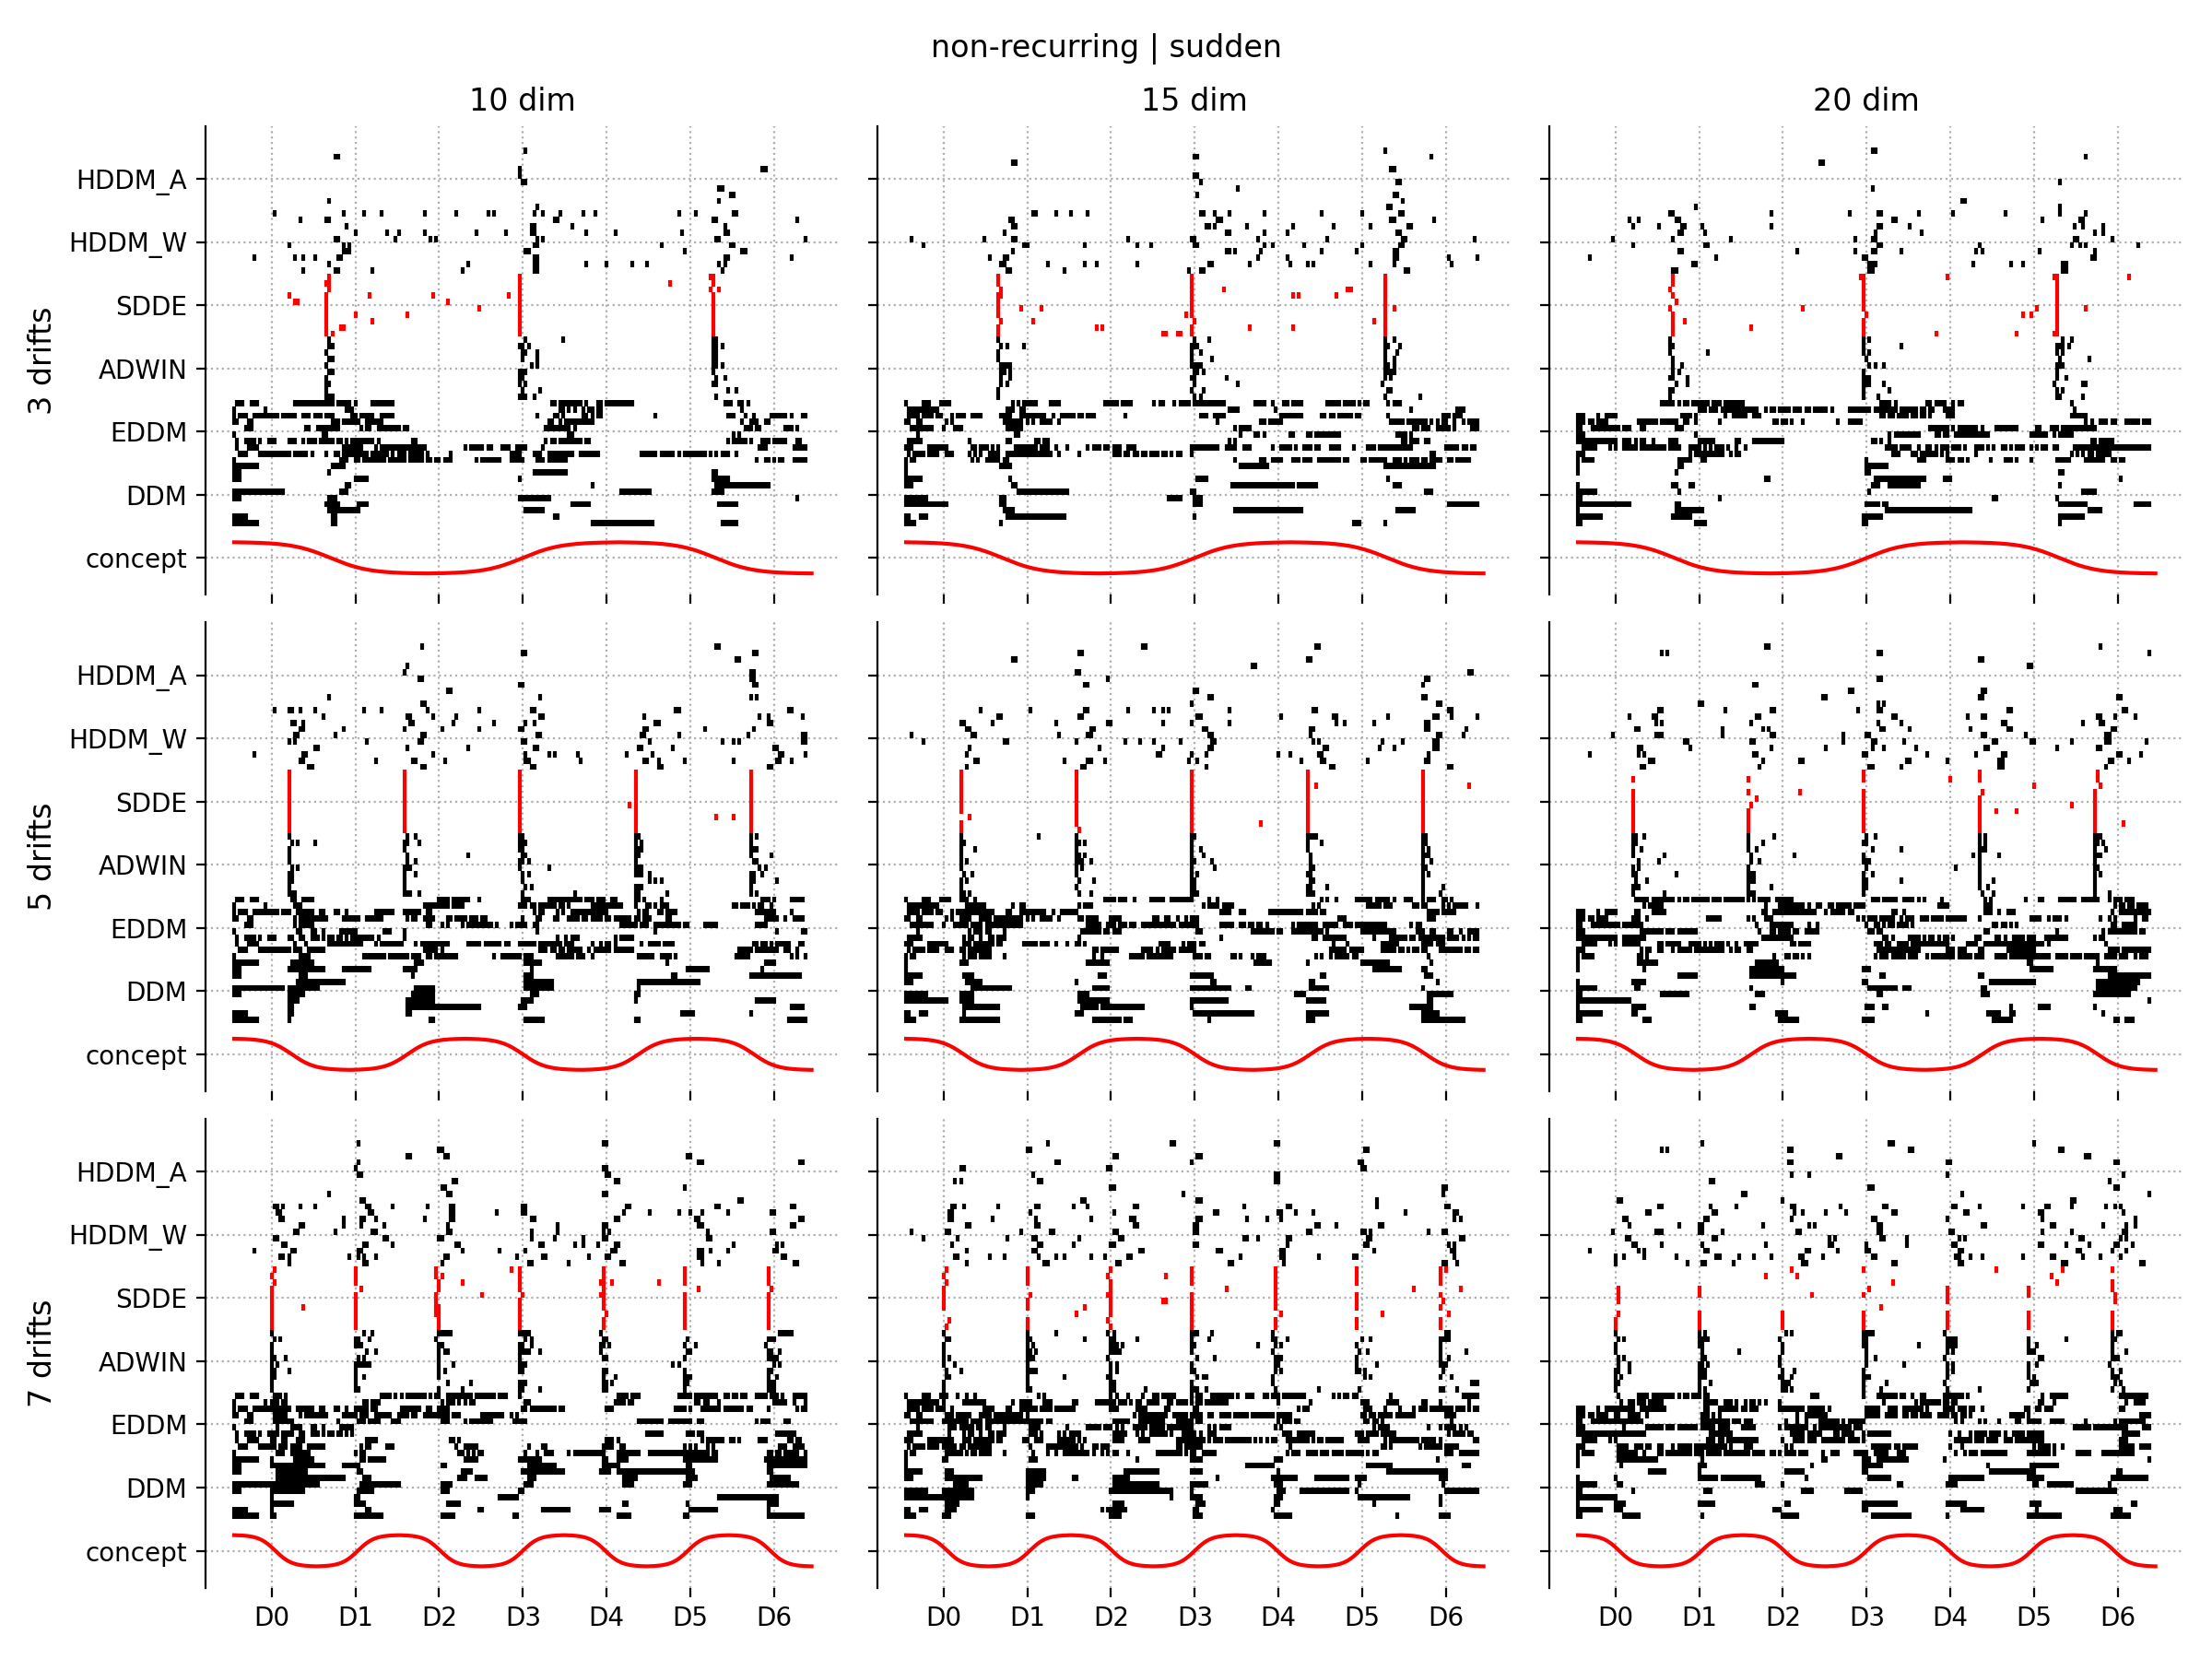 non-recurring | sudden
10 dim
15 dim
20 dim
3 drifts
HDDM_A
HDDM_W
SDDE
ADWIN
EDDM
DDM
concept
5 drifts
HDDM_A
HDDM_W
SDDE
ADWIN
EDDM
DDM
concept
7 drifts
HDDM_A
HDDM_W
SDDE
ADWIN
EDDM
DDM
concept
D0 D1 D2 D3 D4 D5 D6
D0 D1 D2 D3 D4 D5 D6
D0 D1 D2 D3 D4 D5 D6